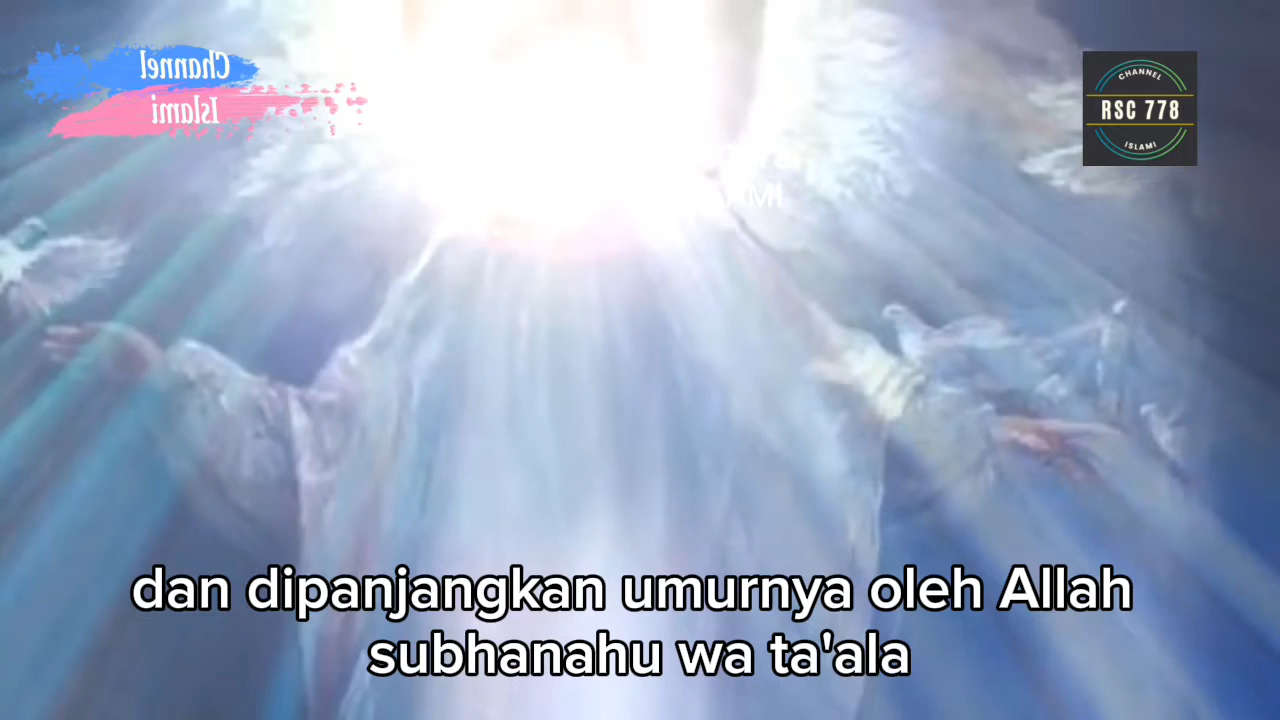 Channel
Islami
CHANNEL
RSC 778
ISLAMI
dan dipanjangkan umurnya oleh Allah
subhanahu wa ta'ala